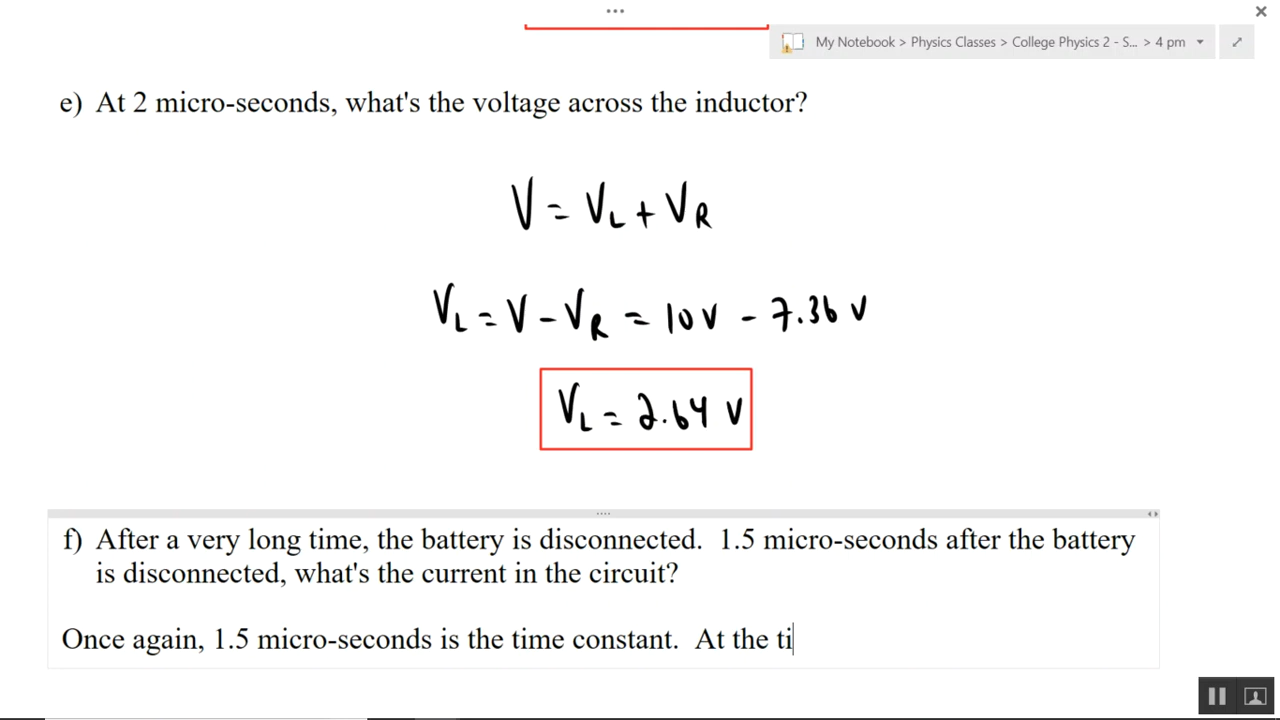 My Notebook > Physics Classes > College Physics 2 - S... > 4 pm
e) At 2 micro-seconds, what's the voltage across the inductor?
V = VL + VR
VL = V - VR = 10 V - 7.36 V
VL = 2.64 V
f) After a very long time, the battery is disconnected. 1.5 micro-seconds after the battery
is disconnected, what's the current in the circuit?
Once again, 1.5 micro-seconds is the time constant. At the ti